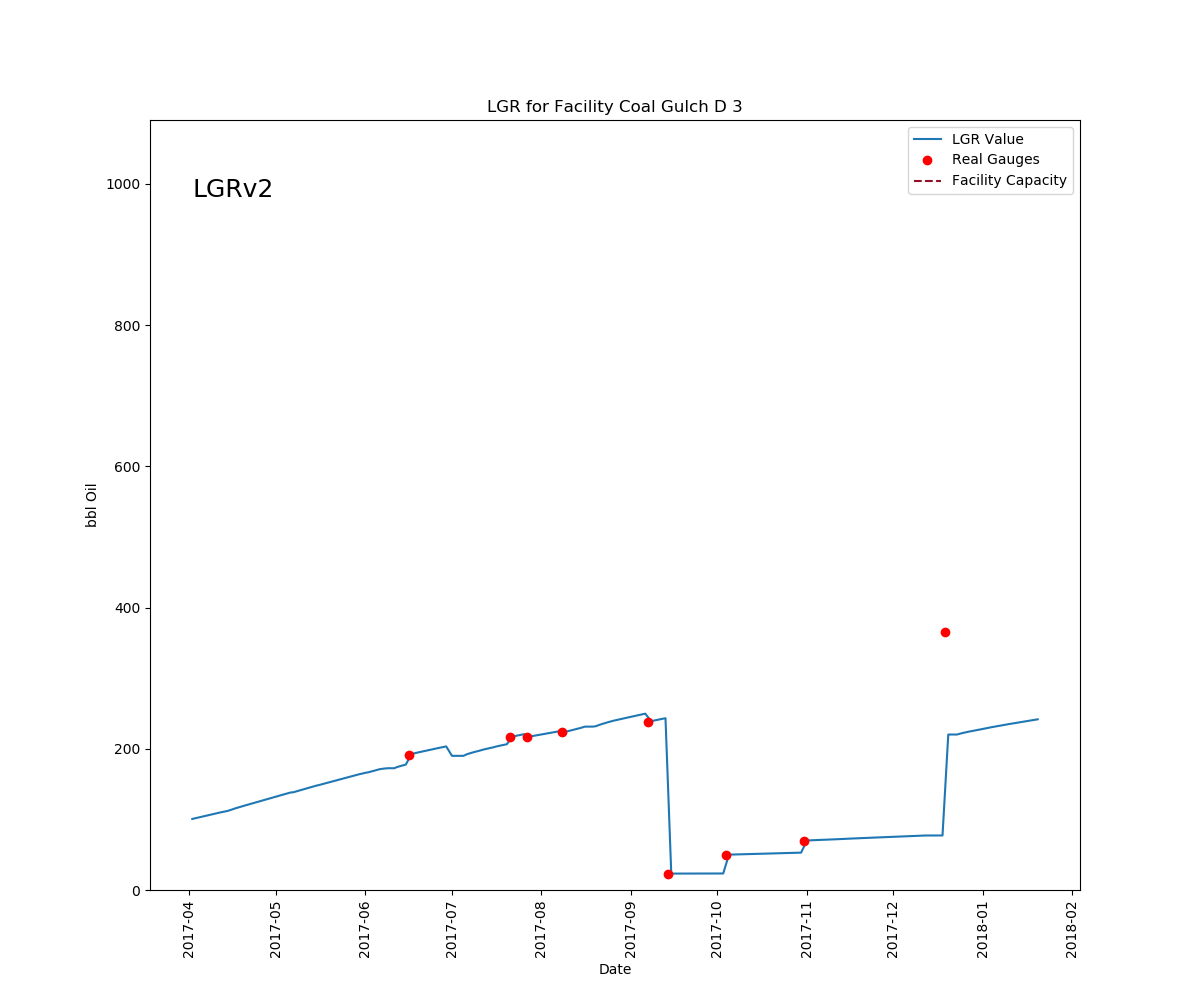 LGR for Facility Coal Gulch D 3
LGRv2
LGR Value
Real Gauges
Facility Capacity
bbl Oil
1000
800
600
400
200
0
2017-04
2017-05
2017-06
2017-07
2017-08
2017-09
2017-10
2017-11
2017-12
2018-01
2018-02
Date